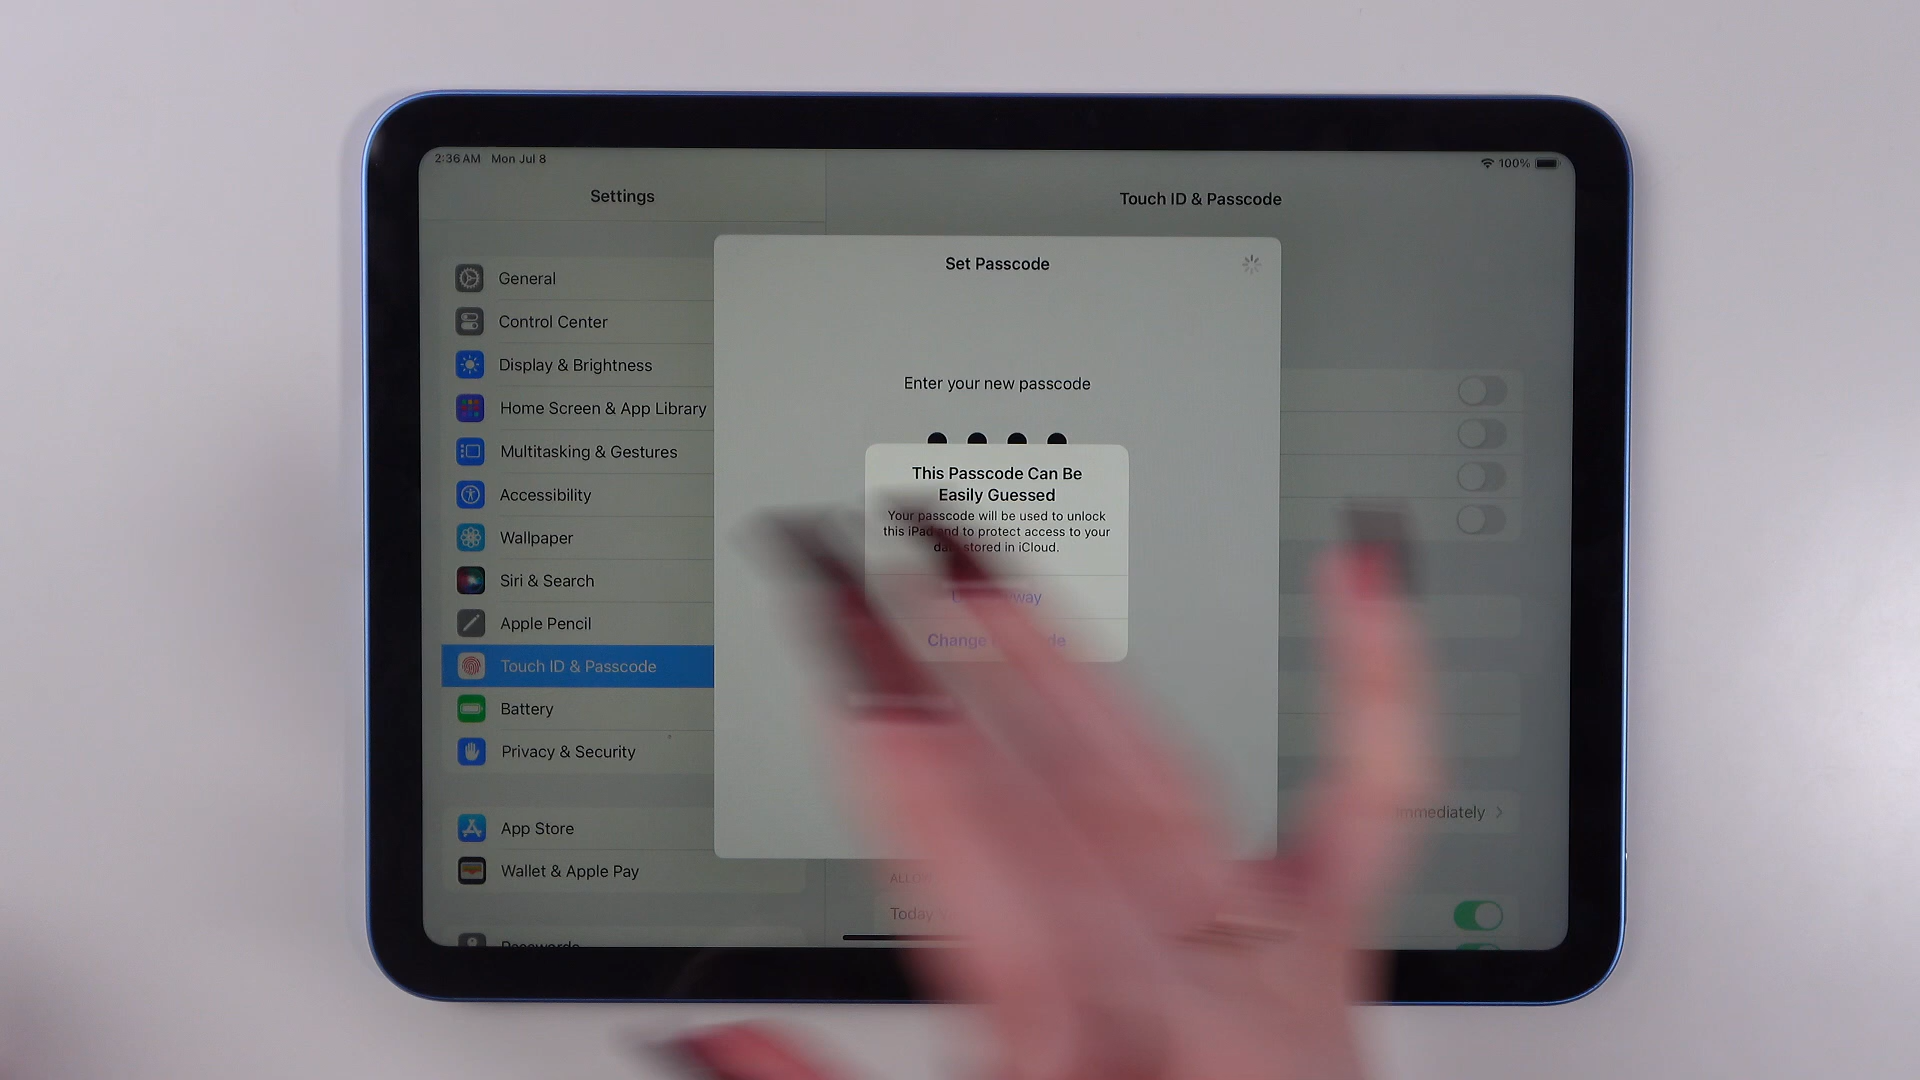 2:36 AM Mon Jul 8
100%
Settings
Touch ID & Passcode
General
Control Center
Display & Brightness
Home Screen & App Library
Multitasking & Gestures
Accessibility
Wallpaper
Siri & Search
Apple Pencil
Touch ID & Passcode
Battery
Privacy & Security
App Store
Wallet & Apple Pay
Set Passcode
Enter your new passcode
This Passcode Can Be
Easily Guessed
Your passcode will be used to unlock
this iPad and to protect access to your
data stored in iCloud.
Change
Immediately
Today